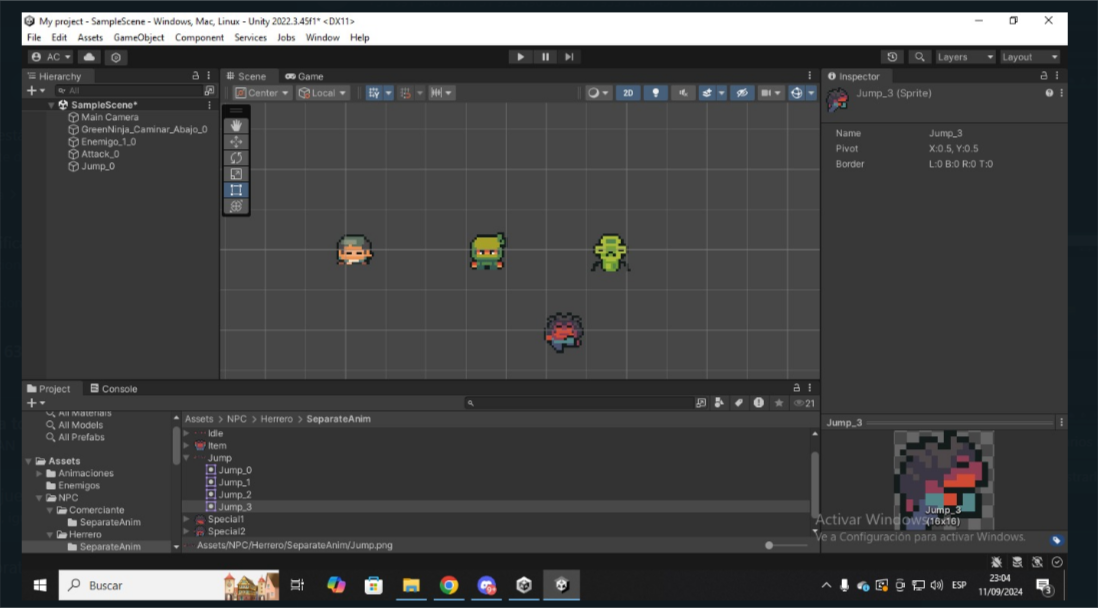 My project - SampleScene - Windows, Mac, Linux - Unity 2022.3.45f1* <DX11>
File Edit Assets GameObject Component Services Jobs Window Help
AC Layers Layout
Hierarchy Scene Game Inspector
All Center Local 2D Jump_3 (Sprite)
SampleScene*
Main Camera
GreenNinja_Caminar_Abajo_0
Enemigo_1_0
Attack_0
Jump_0
Name Jump_3
Pivot X:0.5, Y:0.5
Border L:0 B:0 R:0 T:0
Project Console
21
All Materials
All Models
All Prefabs
Assets
Animaciones
Enemigos
NPC
Comerciante
SeparateAnim
Herrero
SeparateAnim
Assets > NPC > Herrero > SeparateAnim
Idle
Item
Jump
Jump_0
Jump_1
Jump_2
Jump_3
Special1
Special2
Assets/NPC/Herrero/SeparateAnim/Jump.png
Jump_3
Jump_3
(16x16)
Activar Windows
Ve a Configuración para activar Windows.
Buscar
ESP
23:04
11/09/2024
3